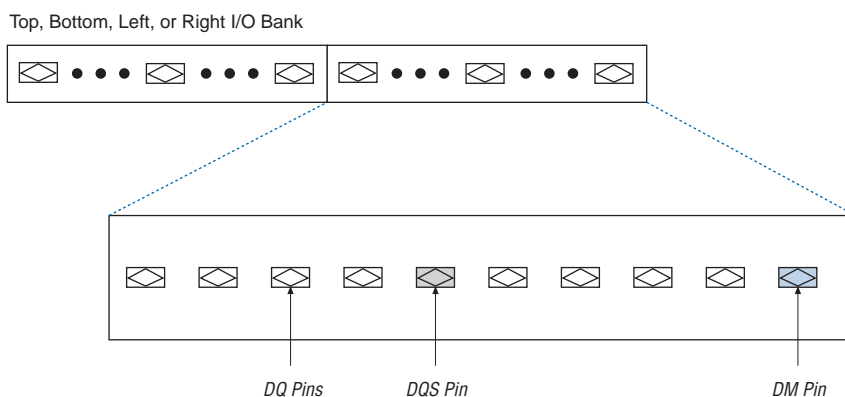 Top, Bottom, Left, or Right I/O Bank
DQ Pins DQS Pin DM Pin